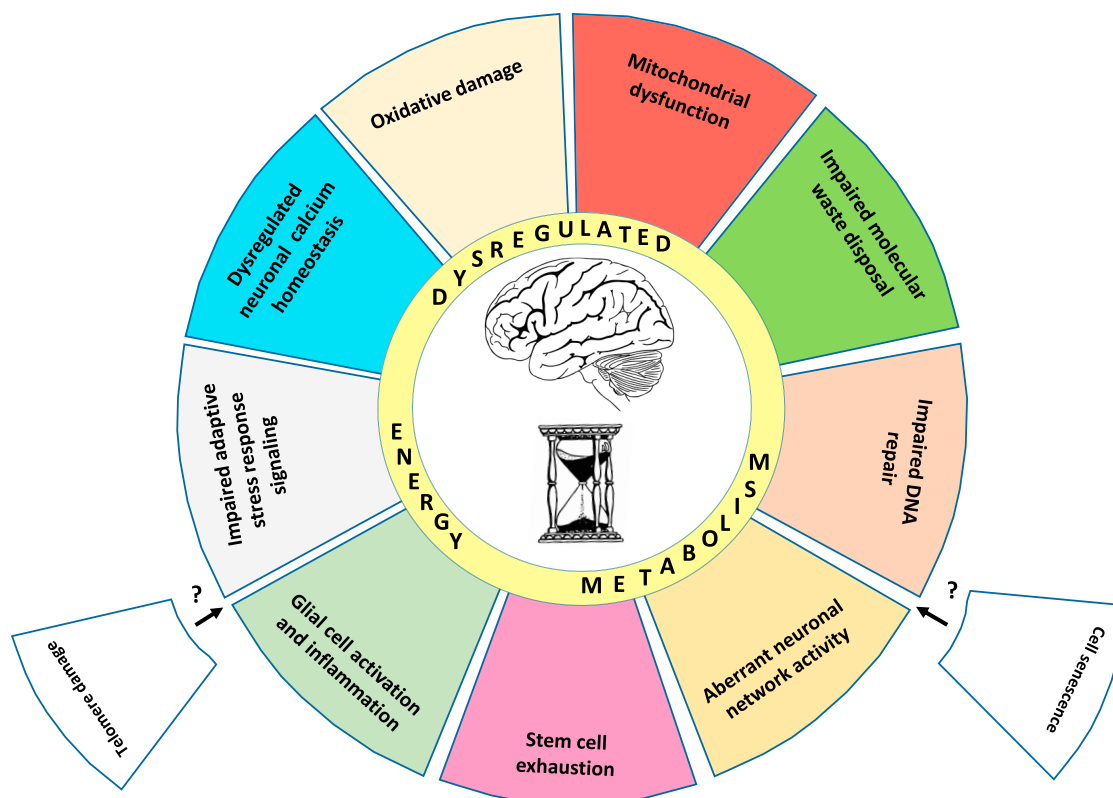 Oxidative damage
Mitochondrial
dysfunction
Impaired molecular
waste disposal
Impaired DNA
repair
Aberrant neuronal
network activity
Stem cell
exhaustion
Glial cell activation
and inflammation
Impaired adaptive
stress response
signaling
Dysregulated
neuronal calcium
homeostasis
DYSREGULATED
ENERGY
METABOLISM
?
Telomere damage
?
Cell senescence